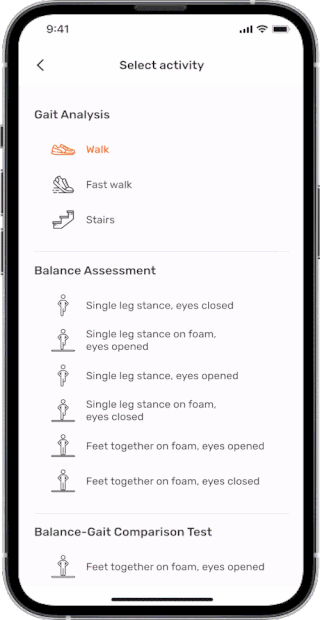 9:41
Select activity
Gait Analysis
Walk
Fast walk
Stairs
Balance Assessment
Single leg stance, eyes closed
Single leg stance on foam,
eyes opened
Single leg stance, eyes opened
Single leg stance on foam,
eyes closed
Feet together on foam, eyes opened
Feet together on foam, eyes closed
Balance-Gait Comparison Test
Feet together on foam, eyes opened